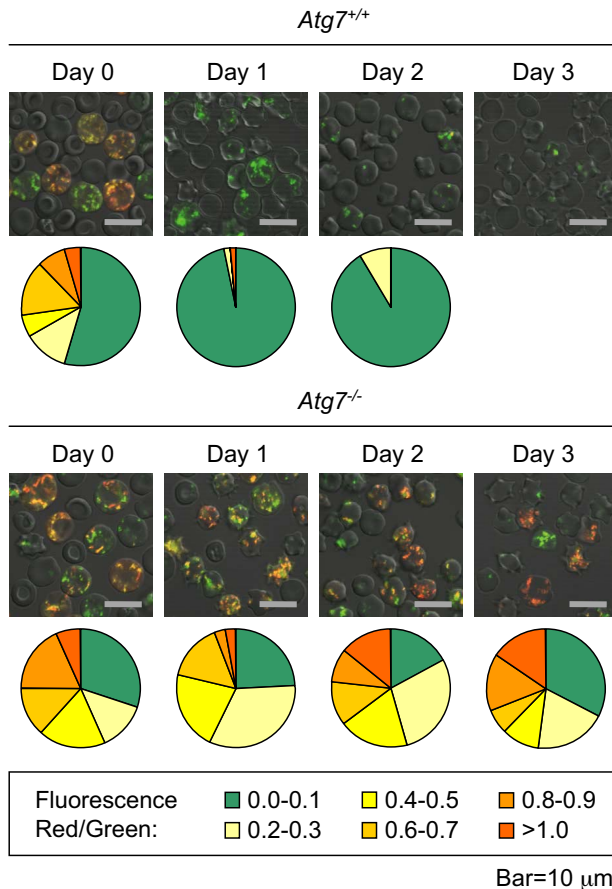 Atg7+/+
Day 0 Day 1 Day 2 Day 3
Atg7-/-
Day 0 Day 1 Day 2 Day 3
Fluorescence 0.0-0.1 0.4-0.5 0.8-0.9
Red/Green: 0.2-0.3 0.6-0.7 >1.0
Bar=10 μm